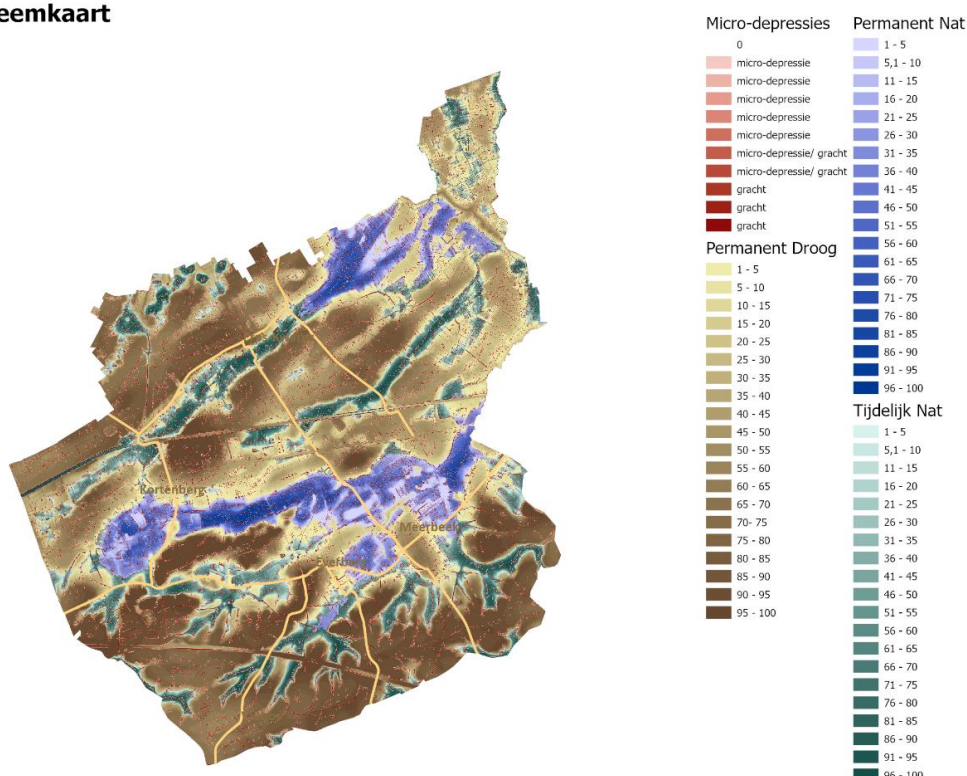 eemkaart
Micro-depressies
0
micro-depressie
micro-depressie
micro-depressie
micro-depressie
micro-depressie
micro-depressie/ gracht
micro-depressie/ gracht
gracht
gracht
gracht
Permanent Droog
1 - 5
5 - 10
10 - 15
15 - 20
20 - 25
25 - 30
30 - 35
35 - 40
40 - 45
45 - 50
50 - 55
55 - 60
60 - 65
65 - 70
70- 75
75 - 80
80 - 85
85 - 90
90 - 95
95 - 100
Permanent Nat
1 - 5
5,1 - 10
11 - 15
16 - 20
21 - 25
26 - 30
31 - 35
36 - 40
41 - 45
46 - 50
51 - 55
56 - 60
61 - 65
66 - 70
71 - 75
76 - 80
81 - 85
86 - 90
91 - 95
96 - 100
Tijdelijk Nat
1 - 5
5,1 - 10
11 - 15
16 - 20
21 - 25
26 - 30
31 - 35
36 - 40
41 - 45
46 - 50
51 - 55
56 - 60
61 - 65
66 - 70
71 - 75
76 - 80
81 - 85
86 - 90
91 - 95
96 - 100
Kortenberg
Meerbeek
Everberg